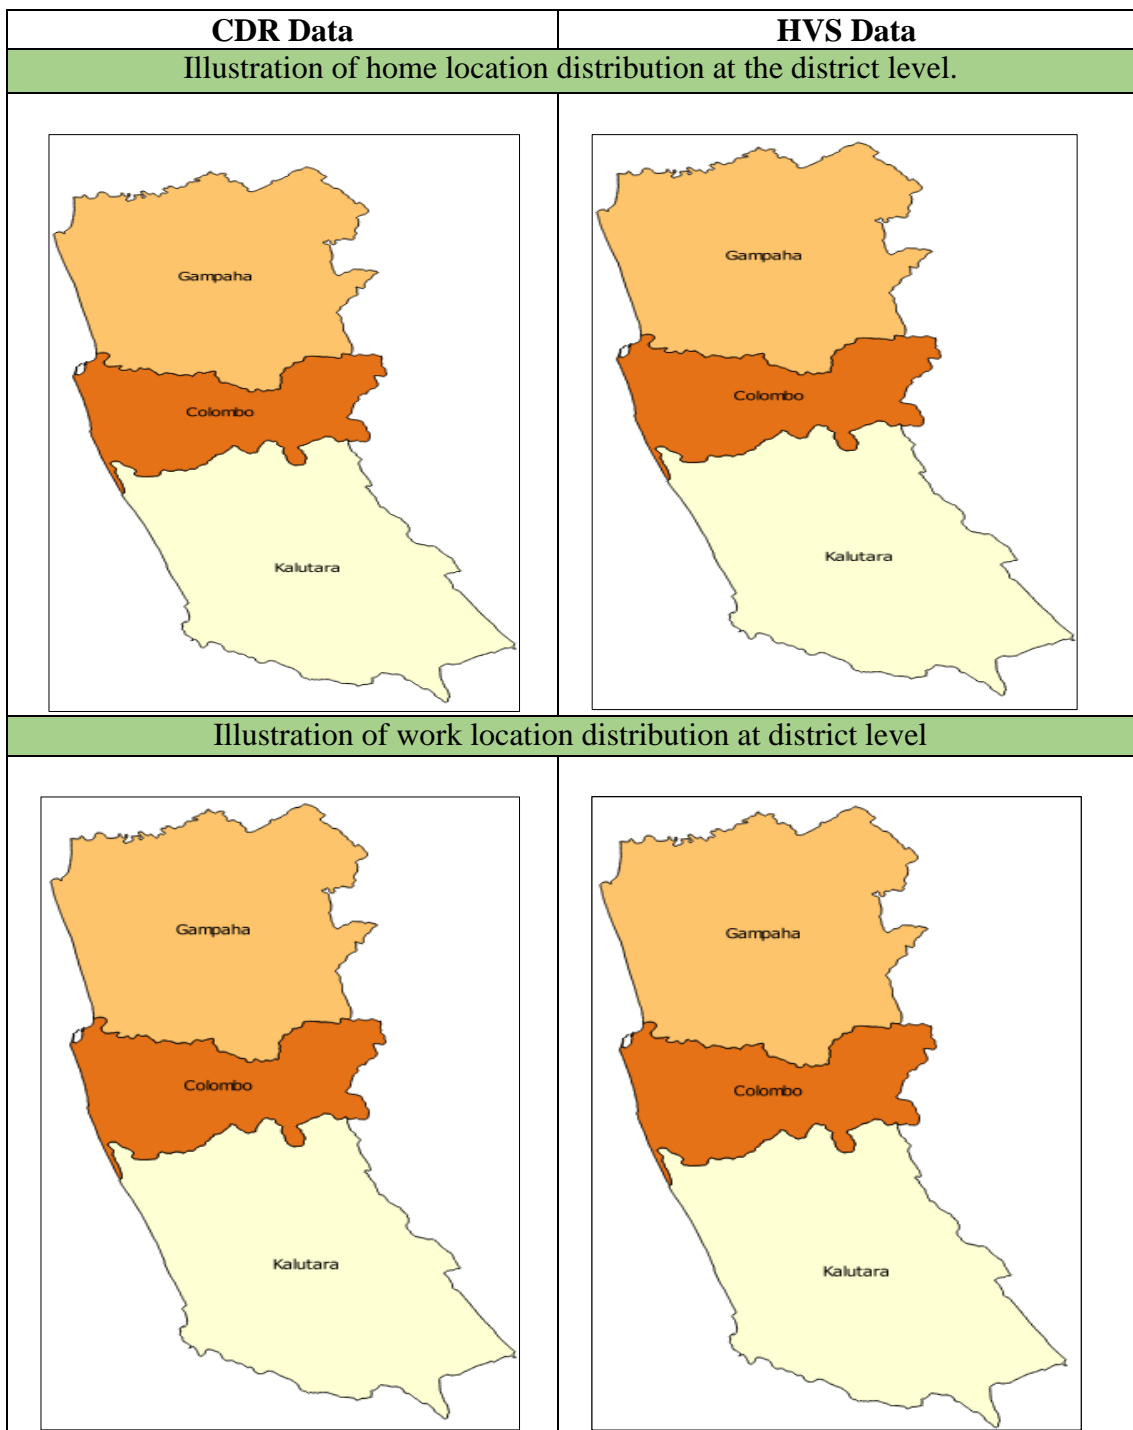 CDR Data
HVS Data
Illustration of home location distribution at the district level.
Gampaha
Colombo
Kalutara
Gampaha
Colombo
Kalutara
Illustration of work location distribution at district level
Gampaha
Colombo
Kalutara
Gampaha
Colombo
Kalutara